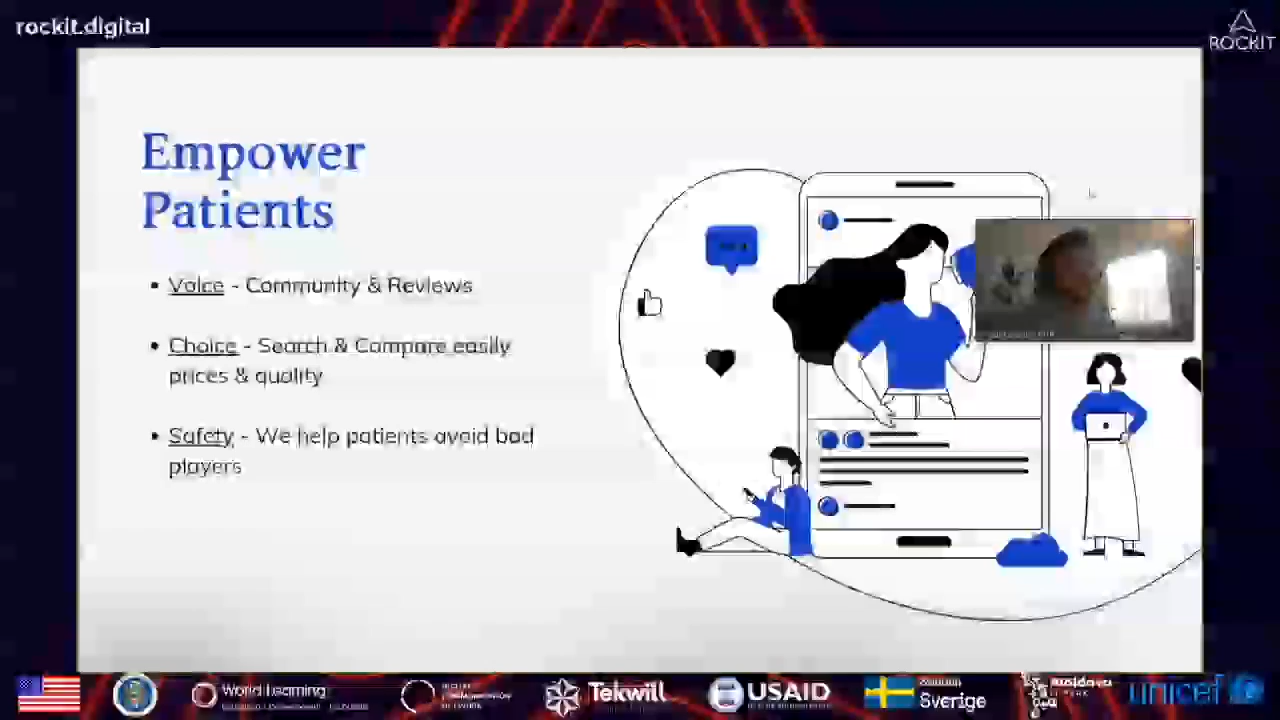 rockit.digital
ROCKIT
Empower
Patients
• Voice - Community & Reviews
• Choice - Search & Compare easily
prices & quality
• Safety - We help patients avoid bad
players
World Learning
Tekwill
USAID
Sverige
Moldova
unicef